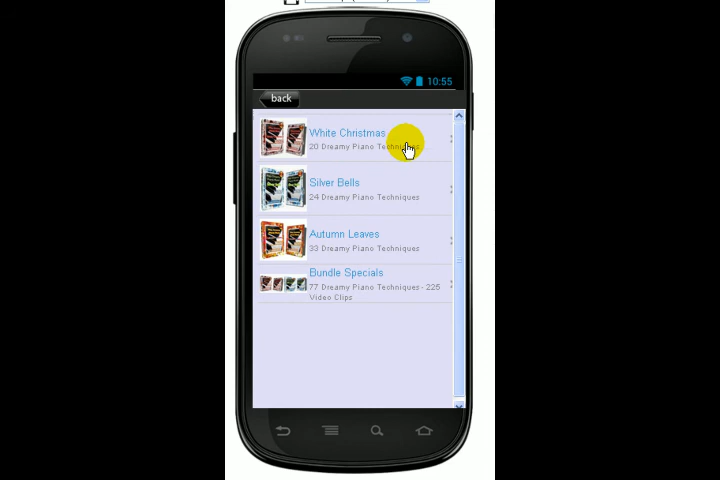 10:55
back
White Christmas
20 Dreamy Piano Techniques
Silver Bells
24 Dreamy Piano Techniques
Autumn Leaves
33 Dreamy Piano Techniques
Bundle Specials
77 Dreamy Piano Techniques - 225
Video Clips